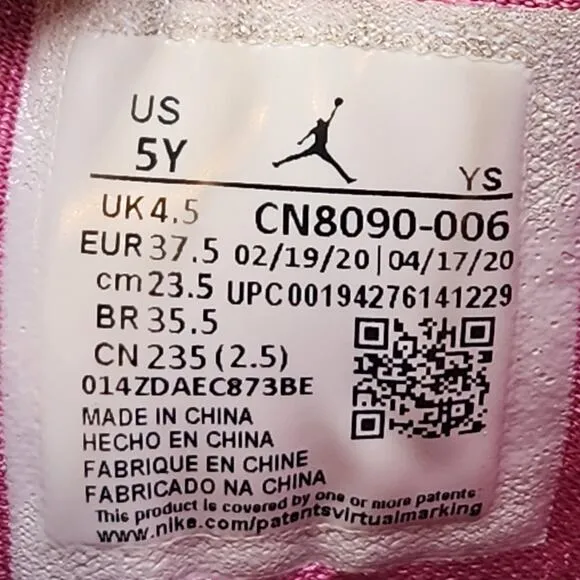 US
5Y
YS
UK 4.5
CN8090-006
EUR 37.5
02/19/20 | 04/17/20
cm 23.5
UPC00194276141229
BR 35.5
CN 235 (2.5)
014ZDAEC873BE
MADE IN CHINA
HECHO EN CHINA
FABRIQUE EN CHINE
FABRICADO NA CHINA
This product is covered by one or more patents
www.nike.com/patentsvirtualmarking